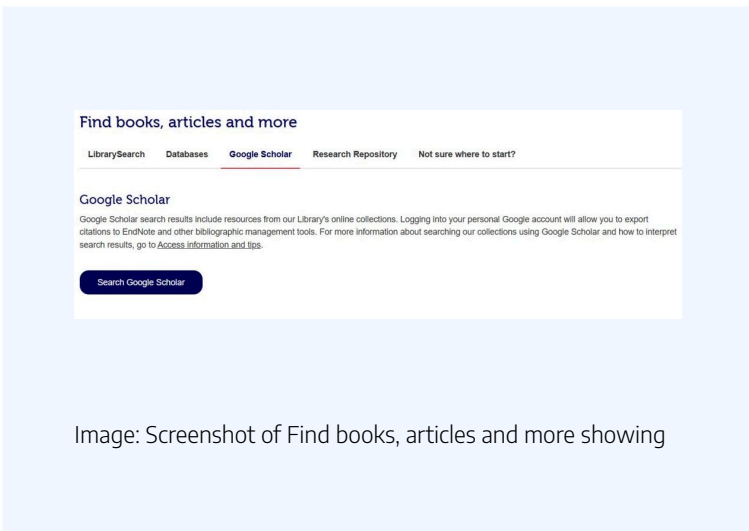 Find books, articles and more
LibrarySearch Databases Google Scholar Research Repository Not sure where to start?
Google Scholar
Google Scholar search results include resources from our Library's online collections. Logging into your personal Google account will allow you to export
citations to EndNote and other bibliographic management tools. For more information about searching our collections using Google Scholar and how to interpret
search results, go to Access information and tips.
Search Google Scholar
Image: Screenshot of Find books, articles and more showing